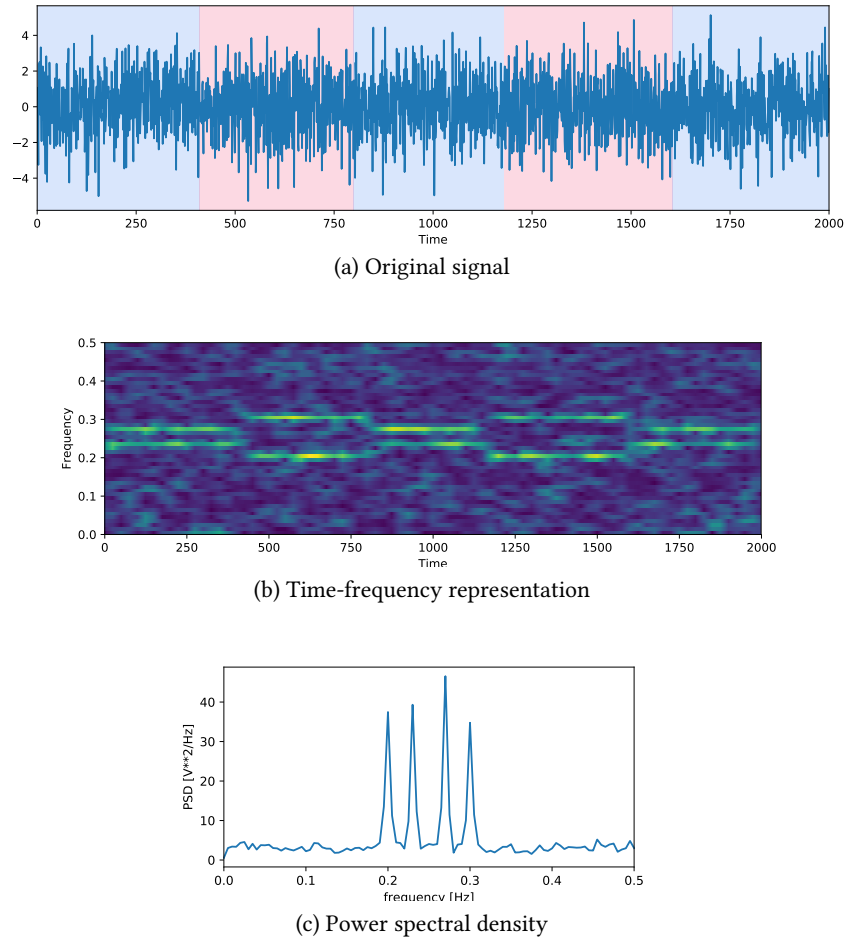 4
2
0
−2
−4
0 250 500 750 1000 1250 1500 1750 2000
Time
(a) Original signal
0.5
0.4
0.3
0.2
0.1
0.0
Frequency
0 250 500 750 1000 1250 1500 1750 2000
Time
(b) Time-frequency representation
40
30
20
10
0
PSD [V**2/Hz]
0.0 0.1 0.2 0.3 0.4 0.5
frequency [Hz]
(c) Power spectral density